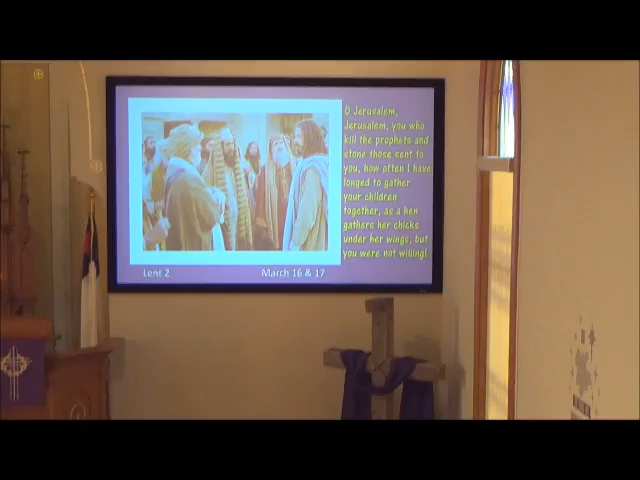 O Jerusalem,
Jerusalem, you who
kill the prophets and
stone those sent to
you, how often I have
longed to gather
your children
together, as a hen
gathers her chicks
under her wings, but
you were not willing!
Lent 2 March 16 & 17